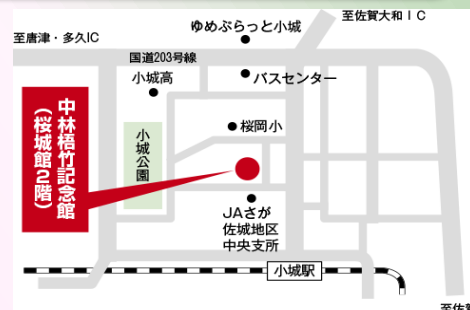 至佐賀大和IC
ゆめぷらっと小城
至唐津・多久IC
国道203号線
小城高
バスセンター
中林梧竹記念館
(桜城館2階)
小城公園
桜岡小
JAさが
佐城地区
中央支所
小城駅
至佐賀